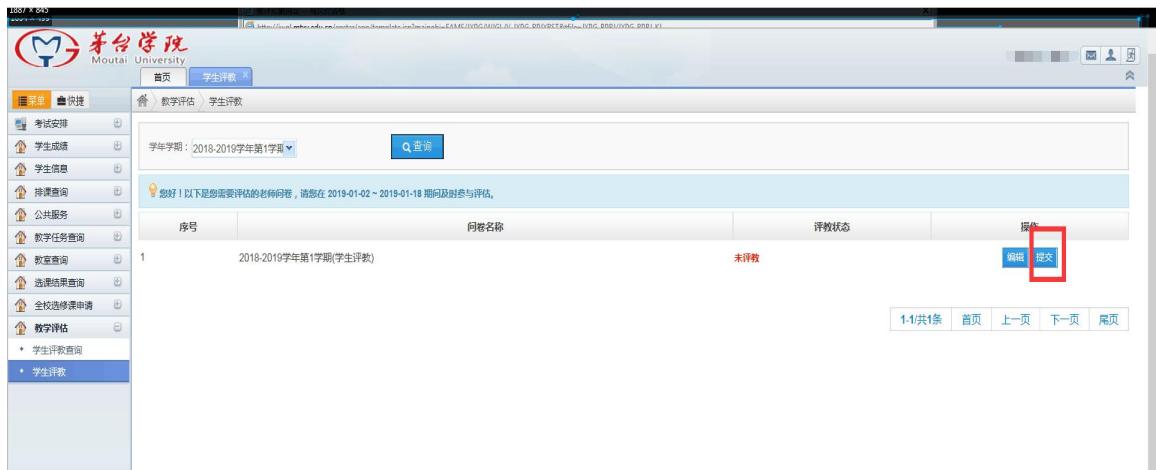 1887 × 845
茅台学院
Moutai University
首页 学生评教 X
菜单 快捷
教学评估 学生评教
考试安排
学生成绩
学生信息
排课查询
公共服务
教学任务查询
教室查询
选课结果查询
全校选修课申请
教学评估
学生评教查询
学生评教
学年学期： 2018-2019学年第1学期 查询
您好！以下是您需要评估的老师问卷，请您在 2019-01-02 ~ 2019-01-18 期间及时参与评估。
序号 问卷名称 评教状态 操作
1 2018-2019学年第1学期(学生评教) 未评教 编辑 提交
1-1/共1条 首页 上一页 下一页 尾页